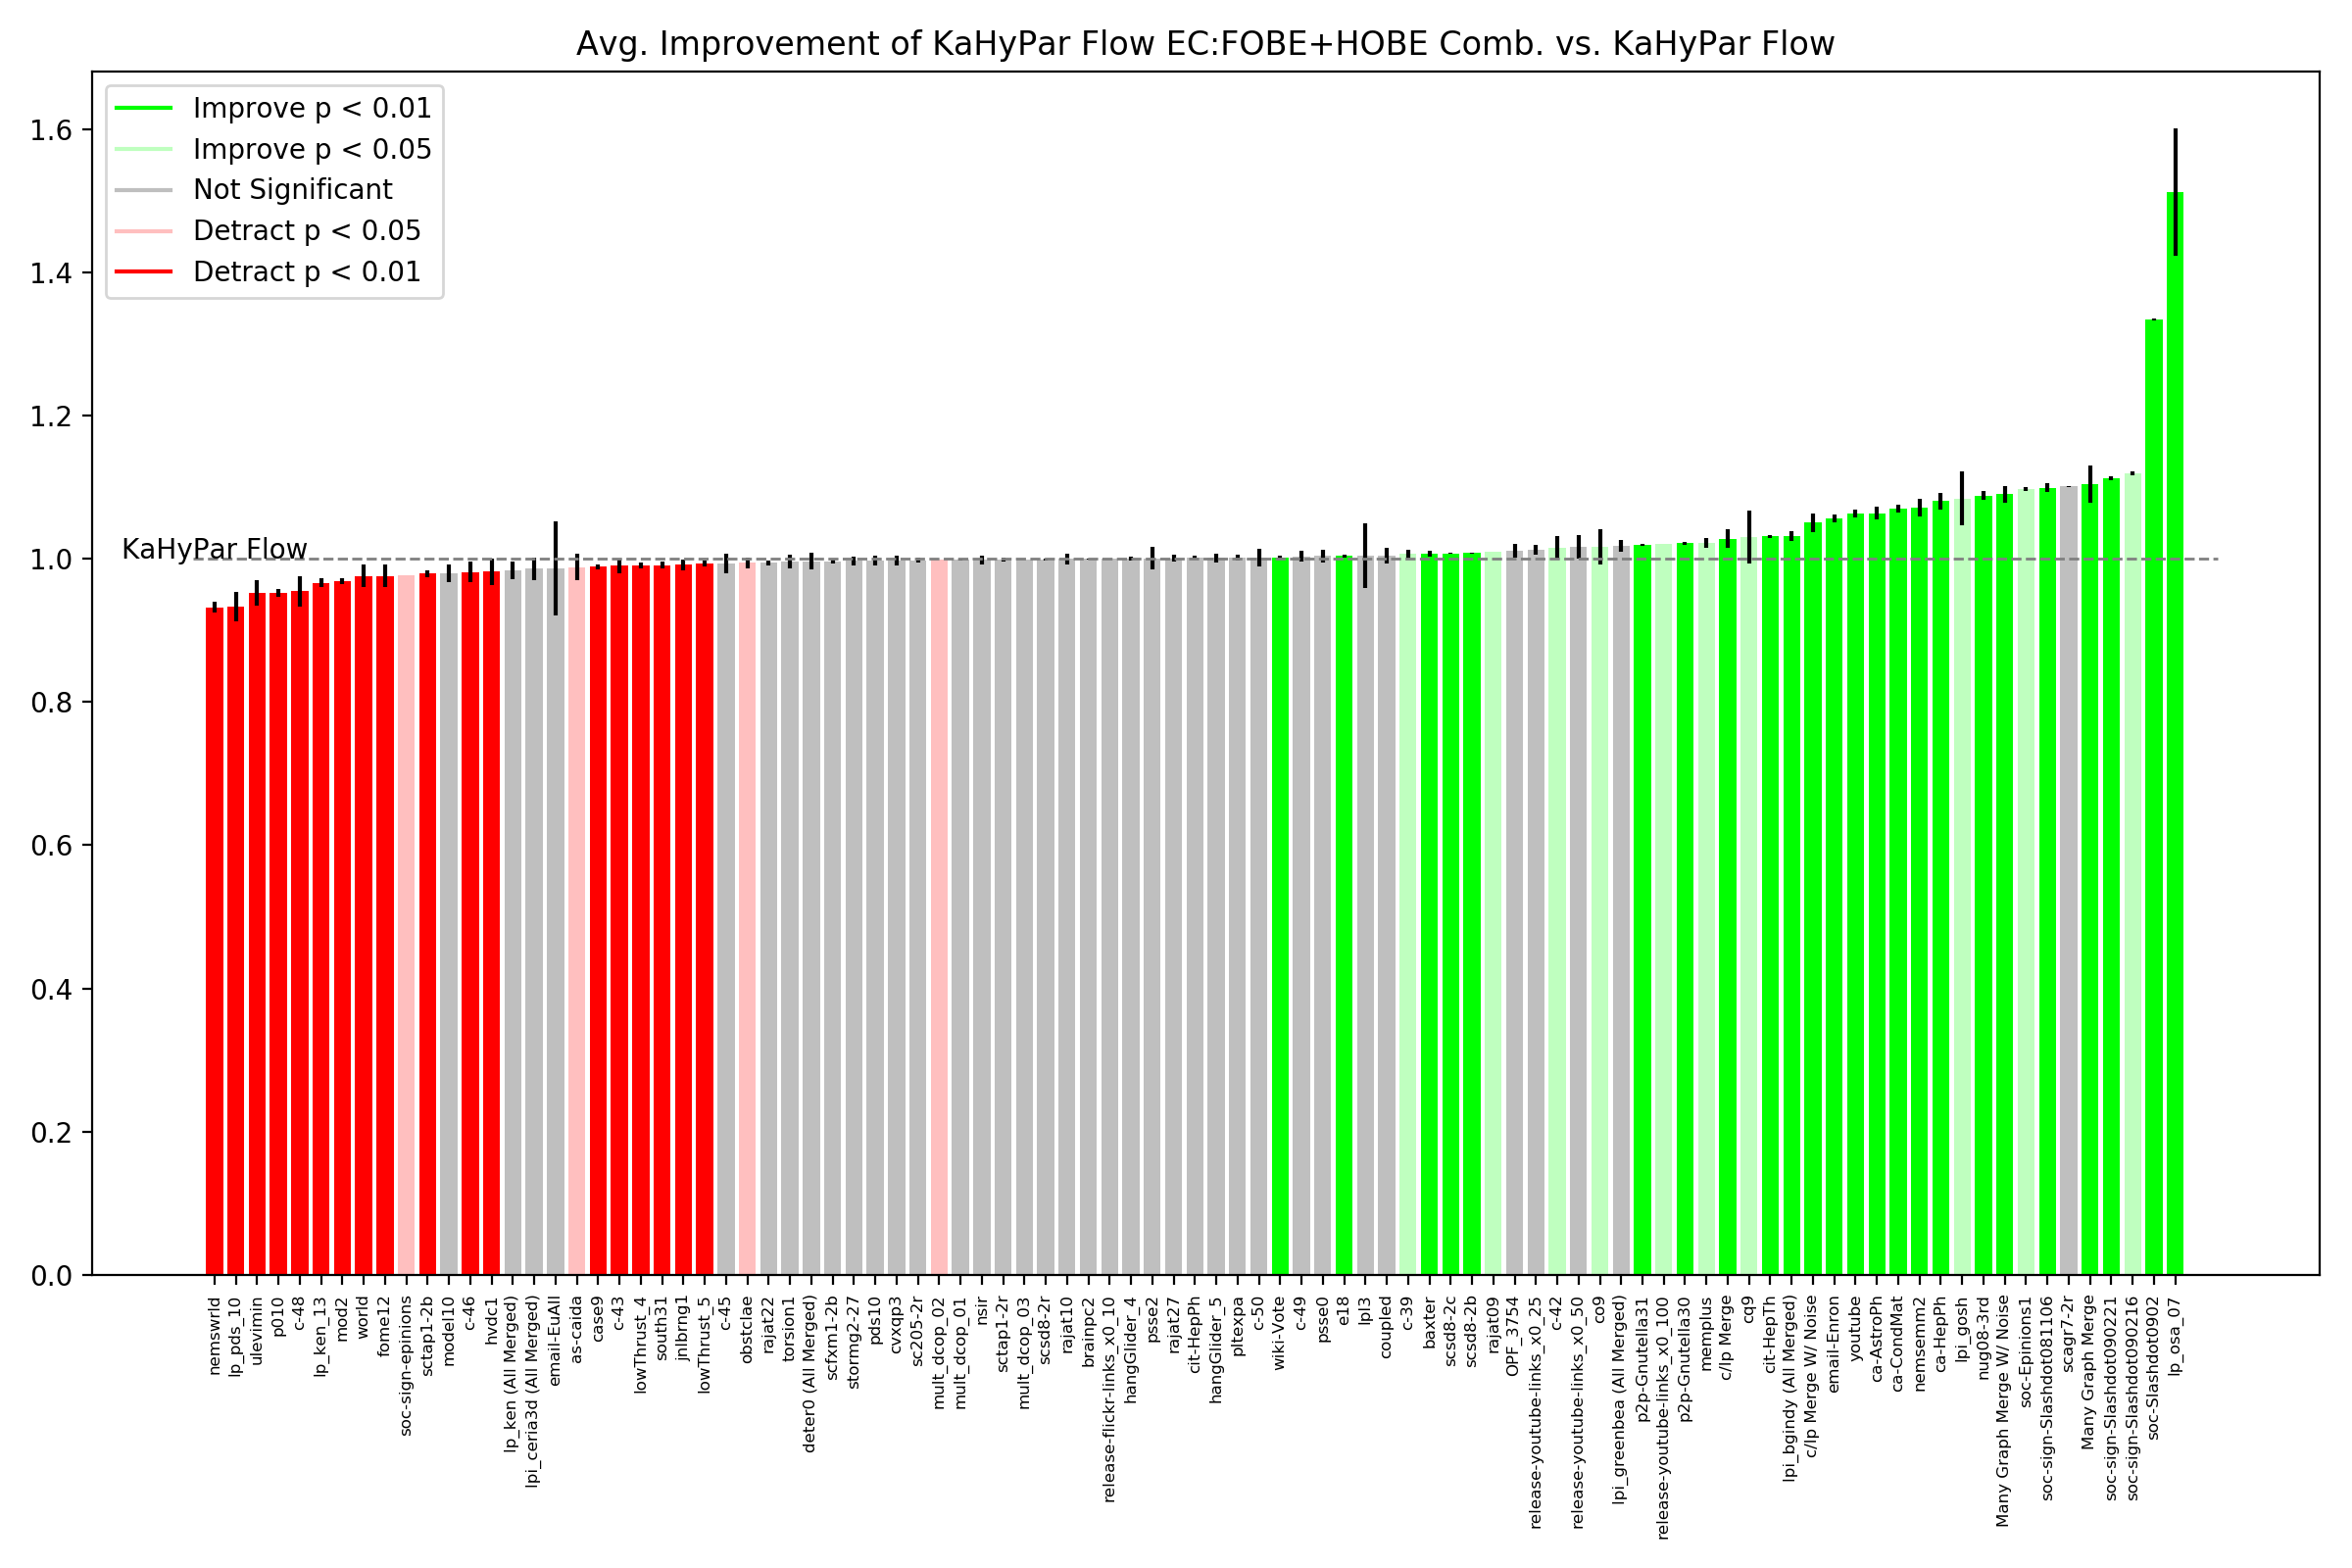 Avg. Improvement of KaHyPar Flow EC:FOBE+HOBE Comb. vs. KaHyPar Flow
Improve p < 0.01
Improve p < 0.05
Not Significant
Detract p < 0.05
Detract p < 0.01
1.6
1.4
1.2
1.0
0.8
0.6
0.4
0.2
0.0
KaHyPar Flow
nemswrld
lp_pds_10
ulevimin
p010
c-48
lp_ken_13
mod2
world
fome12
soc-sign-epinions
sctap1-2b
model10
c-46
hvdc1
lp_ken (All Merged)
lpi_ceria3d (All Merged)
email-EuAll
as-caida
case9
c-43
lowThrust_4
south31
jnlbrng1
lowThrust_5
c-45
obstclae
rajat22
torsion1
deter0 (All Merged)
scfxm1-2b
stormg2-27
pds10
cvxqp3
sc205-2r
mult_dcop_02
mult_dcop_01
nsir
sctap1-2r
mult_dcop_03
scsd8-2r
rajat10
brainpc2
release-flickr-links_x0_10
hangGlider_4
psse2
rajat27
cit-HepPh
hangGlider_5
pltexpa
c-50
wiki-Vote
c-49
psse0
e18
lpl3
coupled
c-39
baxter
scsd8-2c
scsd8-2b
rajat09
OPF_3754
release-youtube-links_x0_25
c-42
release-youtube-links_x0_50
co9
lpi_greenbea (All Merged)
p2p-Gnutella31
release-youtube-links_x0_100
p2p-Gnutella30
memplus
c/lp Merge
cq9
cit-HepTh
lpi_bgindy (All Merged)
c/lp Merge W/ Noise
email-Enron
youtube
ca-AstroPh
ca-CondMat
nemsemm2
ca-HepPh
lpi_gosh
nug08-3rd
Many Graph Merge W/ Noise
soc-Epinions1
soc-sign-Slashdot081106
scagr7-2r
Many Graph Merge
soc-sign-Slashdot090221
soc-sign-Slashdot090216
soc-Slashdot0902
lp_osa_07